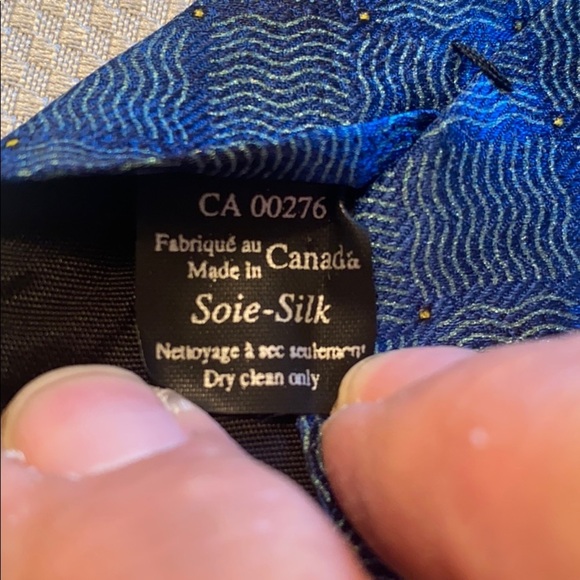 CA 00276
Fabriqué au
Made in Canada
Soie-Silk
Nettoyage à sec seulement
Dry clean only